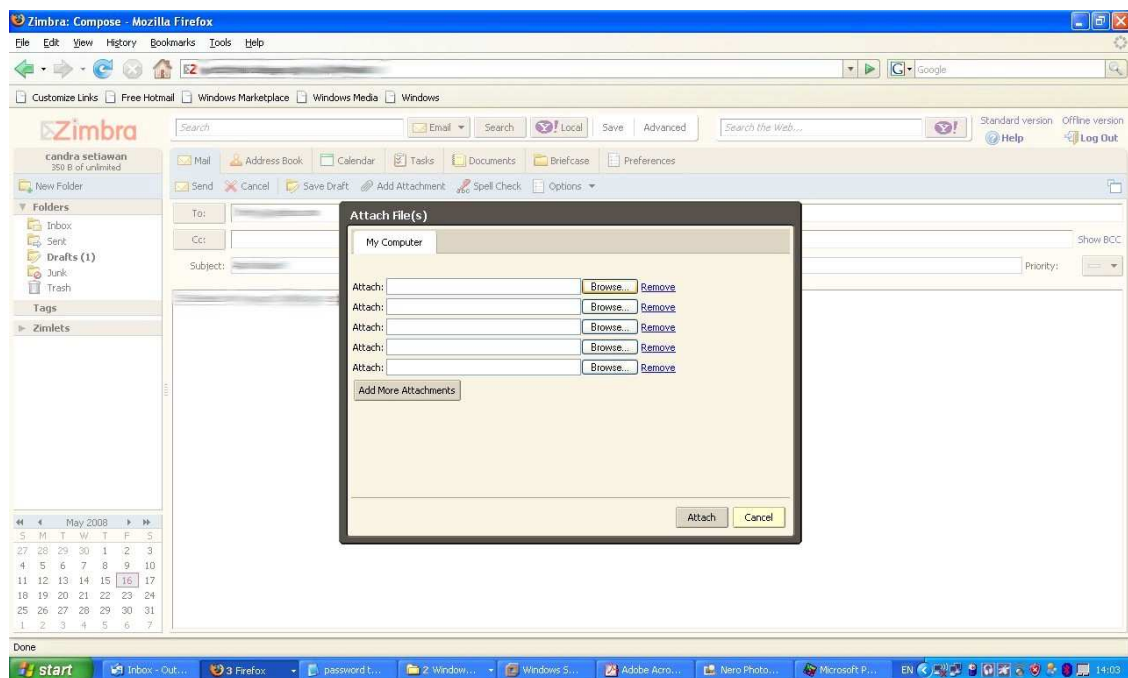 Zimbra: Compose - Mozilla Firefox
File Edit View History Bookmarks Tools Help
G Google
Customize Links Free Hotmail Windows Marketplace Windows Media Windows
Zimbra
Search Email Search Y! Local Save Advanced Search the Web... Y! Standard version Offline version
Help Log Out
candra setiawan
350 B of unlimited
Mail Address Book Calendar Tasks Documents Briefcase Preferences
New Folder
Send Cancel Save Draft Add Attachment Spell Check Options
Folders
Inbox
Sent
Drafts (1)
Junk
Trash
Tags
Zimlets
To:
Cc:
Show BCC
Subject:
Priority:
Attach File(s)
My Computer
Attach: Browse... Remove
Attach: Browse... Remove
Attach: Browse... Remove
Attach: Browse... Remove
Attach: Browse... Remove
Add More Attachments
Attach Cancel
May 2008
S M T W T F S
27 28 29 30 1 2 3
4 5 6 7 8 9 10
11 12 13 14 15 16 17
18 19 20 21 22 23 24
25 26 27 28 29 30 31
1 2 3 4 5 6 7
Done
start Inbox - Out... 3 Firefox password t... 2 Window... Windows S... Adobe Acro... Nero Photo... Microsoft P... EN 14:03